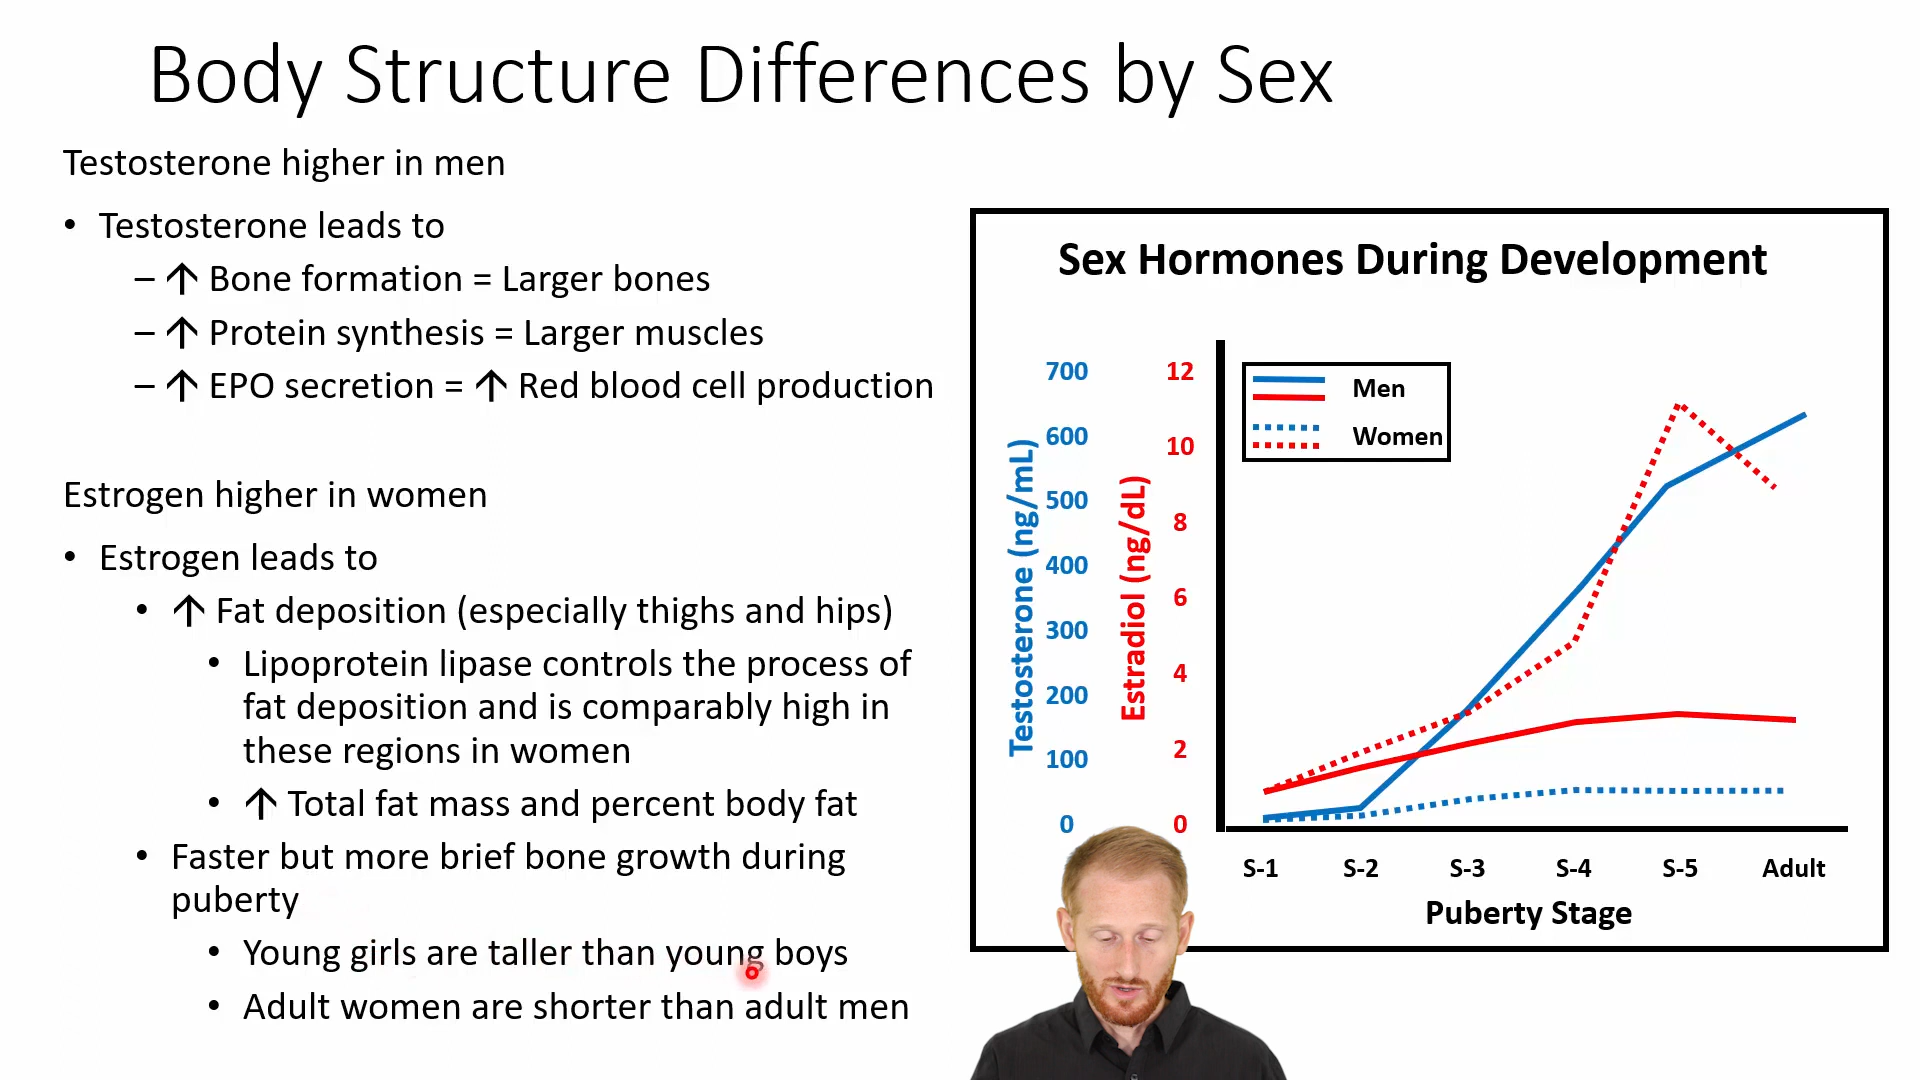 Body Structure Differences by Sex
Testosterone higher in men
• Testosterone leads to
– ↑ Bone formation = Larger bones
– ↑ Protein synthesis = Larger muscles
– ↑ EPO secretion = ↑ Red blood cell production
Estrogen higher in women
• Estrogen leads to
• ↑ Fat deposition (especially thighs and hips)
• Lipoprotein lipase controls the process of
fat deposition and is comparably high in
these regions in women
• ↑ Total fat mass and percent body fat
• Faster but more brief bone growth during
puberty
• Young girls are taller than young boys
• Adult women are shorter than adult men
Sex Hormones During Development
Testosterone (ng/mL)
700
600
500
400
300
200
100
0
Estradiol (ng/dL)
12
10
8
6
4
2
0
Men
Women
S-1 S-2 S-3 S-4 S-5 Adult
Puberty Stage